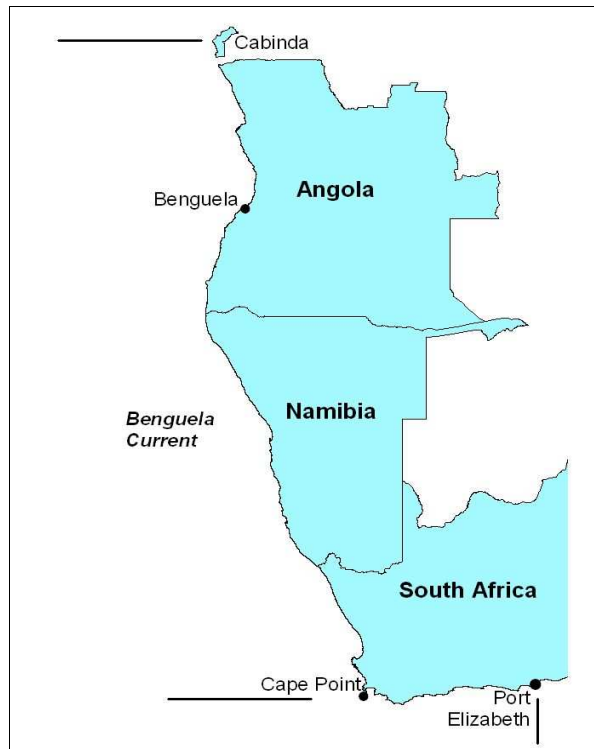 Cabinda
Angola
Benguela
Namibia
Benguela
Current
South Africa
Cape Point
Port
Elizabeth